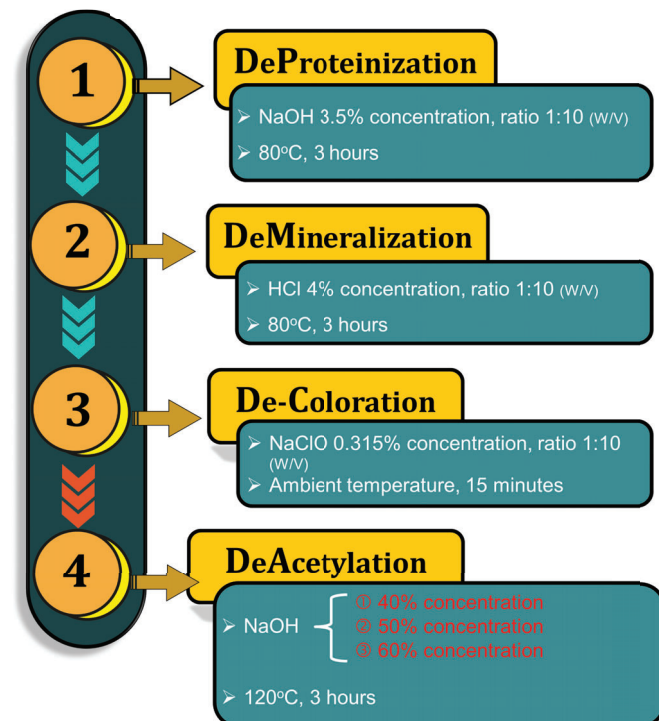 1
DeProteinization
➢ NaOH 3.5% concentration, ratio 1:10 (W/V)
➢ 80°C, 3 hours
2
DeMineralization
➢ HCl 4% concentration, ratio 1:10 (W/V)
➢ 80°C, 3 hours
3
De-Coloration
➢ NaClO 0.315% concentration, ratio 1:10
(W/V)
➢ Ambient temperature, 15 minutes
4
DeAcetylation
➢ NaOH
① 40% concentration
② 50% concentration
③ 60% concentration
➢ 120°C, 3 hours